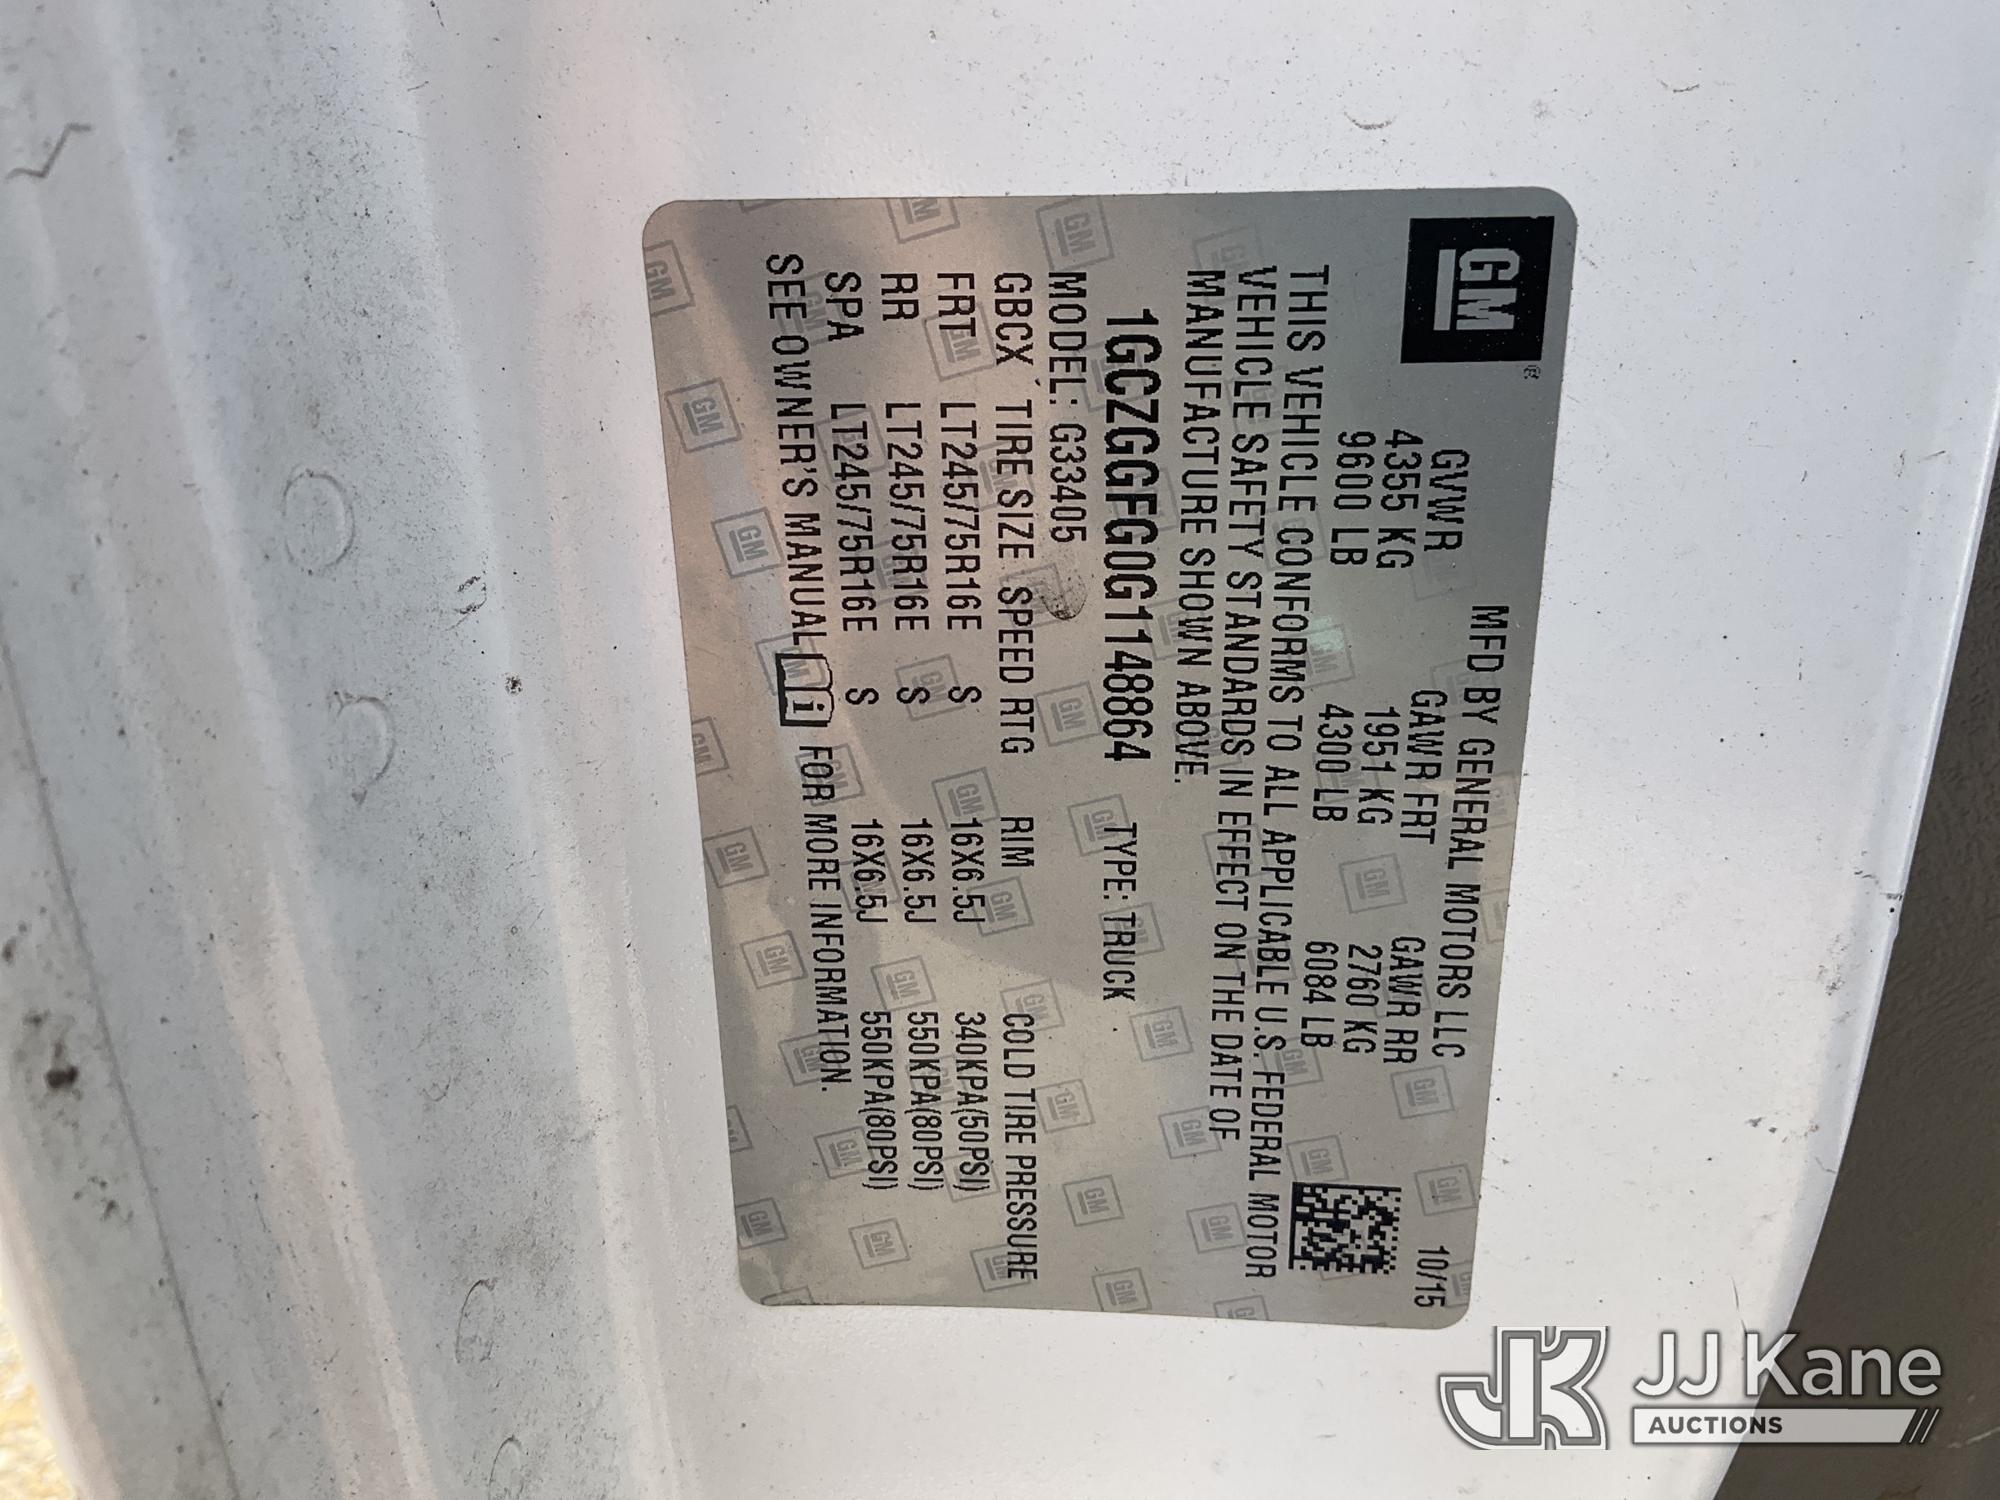 GM
MFD BY GENERAL MOTORS LLC 10/15
GVWR GAWR FRT GAWR RR
4355 KG 1951 KG 2760 KG
9600 LB 4300 LB 6084 LB
THIS VEHICLE CONFORMS TO ALL APPLICABLE U.S. FEDERAL MOTOR
VEHICLE SAFETY STANDARDS IN EFFECT ON THE DATE OF
MANUFACTURE SHOWN ABOVE.
1GCZGGFG0G1148864 TYPE: TRUCK
MODEL: G33405
GBCX TIRE SIZE SPEED RTG RIM COLD TIRE PRESSURE
FRT LT245/75R16E S 16X6.5J 340KPA(50PSI)
RR LT245/75R16E S 16X6.5J 550KPA(80PSI)
SPA LT245/75R16E S 16X6.5J 550KPA(80PSI)
SEE OWNER'S MANUAL i FOR MORE INFORMATION.
JK JJ Kane
AUCTIONS